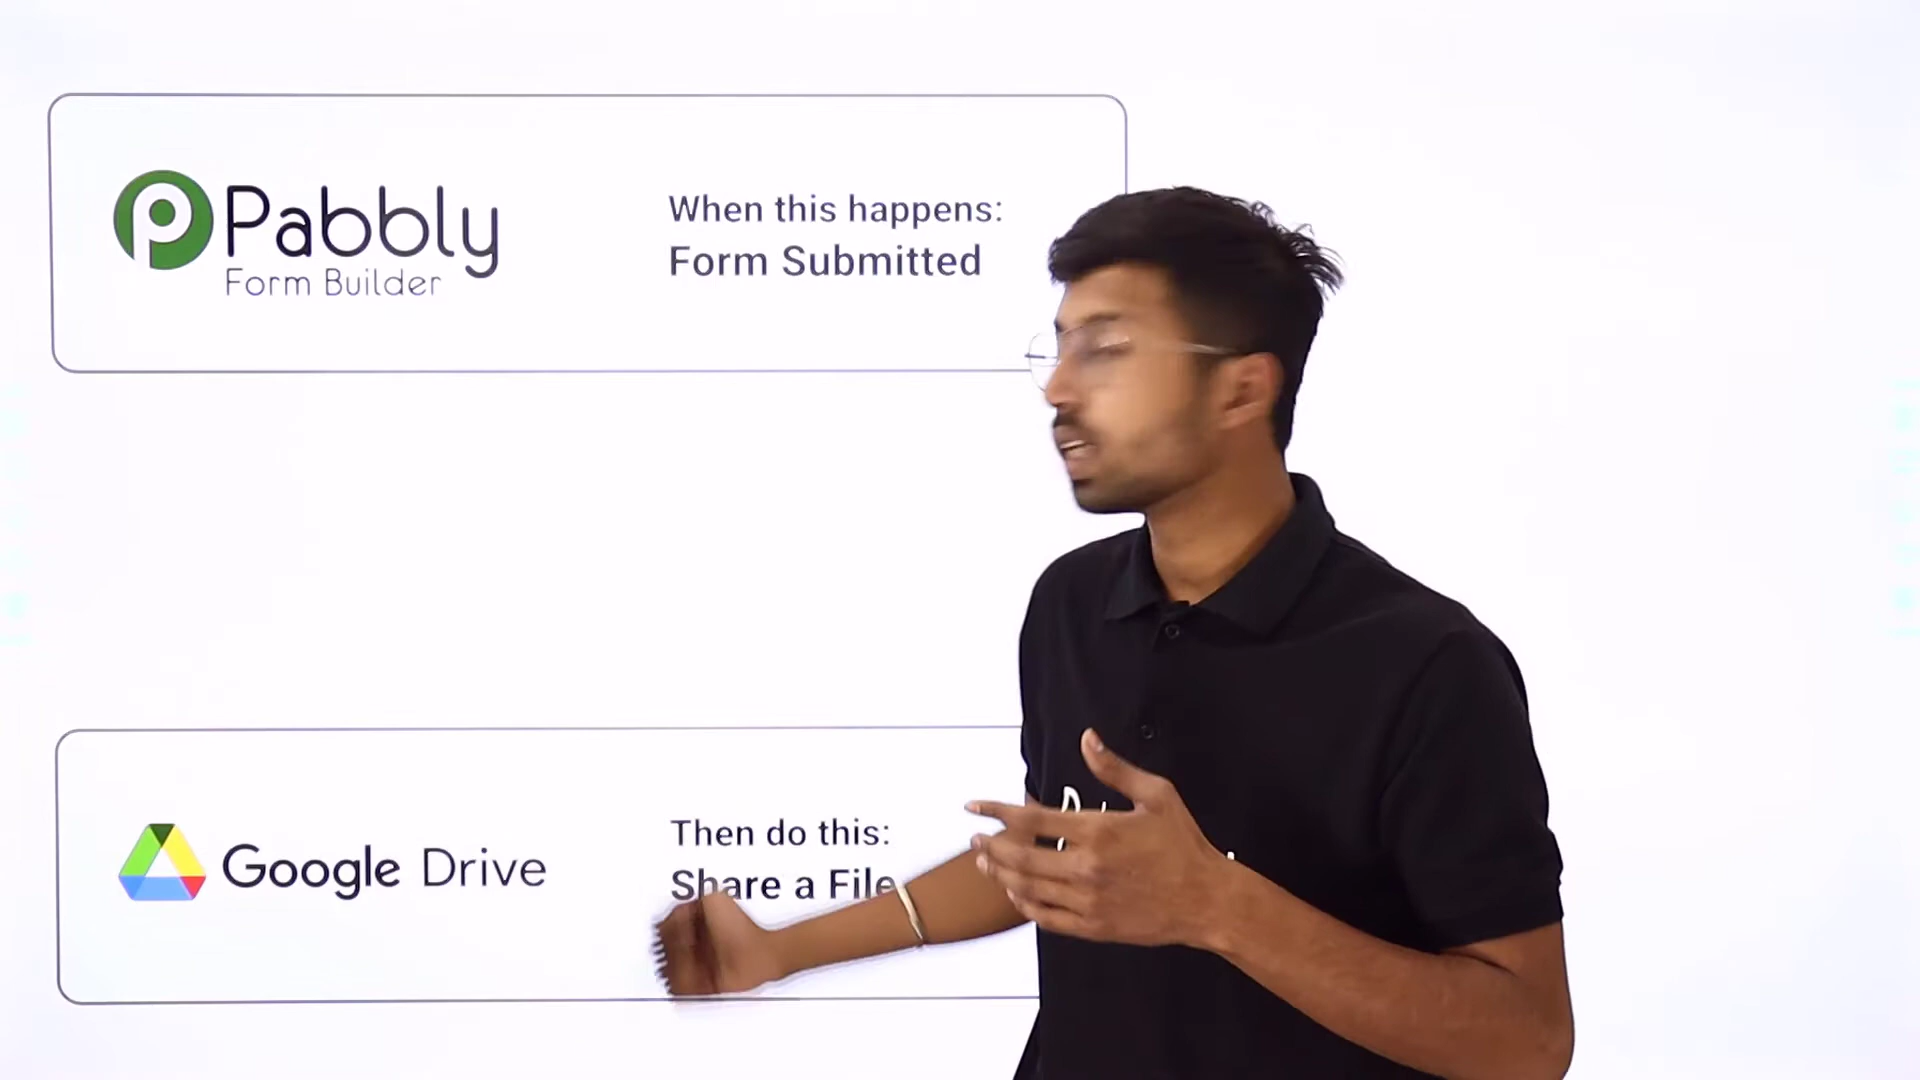 Pabbly
Form Builder
When this happens:
Form Submitted
Google Drive
Then do this:
Share a File